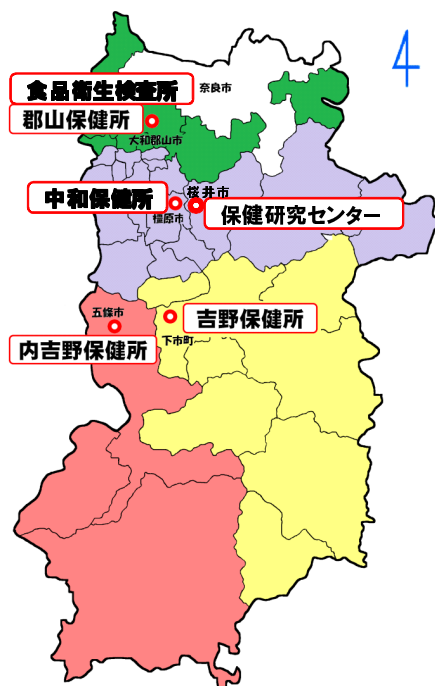 4
奈良市
食品衛生検査所
郡山保健所
大和郡山市
桜井市
中和保健所
橿原市
保健研究センター
五條市
吉野保健所
下市町
内吉野保健所